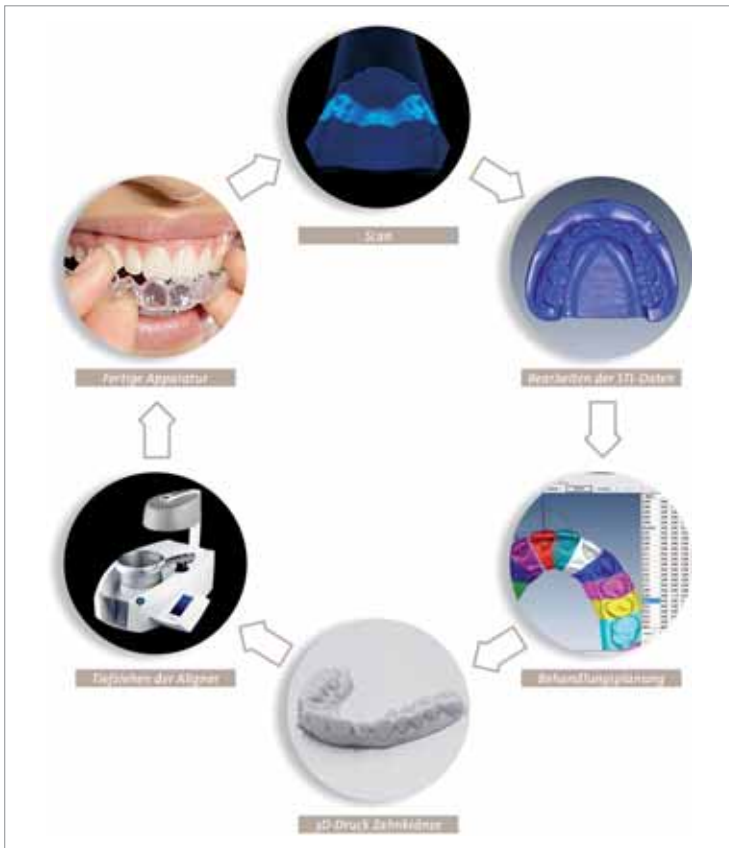 Scan
Bearbeiten der STL-Daten
Behandlungsplanung
3D-Druck Zahnkränze
Tiefziehen der Aligner
Fertige Apparatur